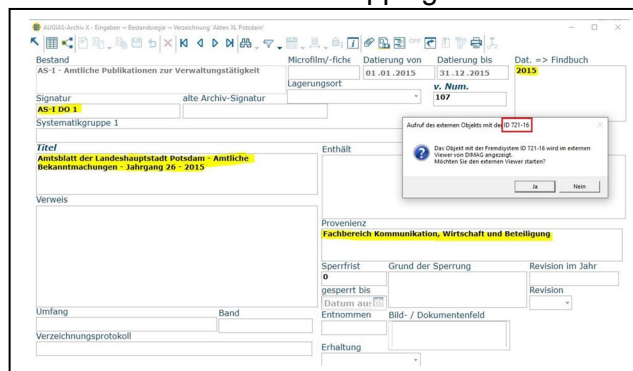 AUGIAS-Archiv X - Eingaben -- Bestandsregie -- Verzeichnung 'Akten XL Potsdam'
Bestand
Microfilm/-fiche
Datierung von
Datierung bis
Dat. => Findbuch
AS-I - Amtliche Publikationen zur Verwaltungstätigkeit
01.01.2015
31.12.2015
2015
Lagerungsort
v. Num.
107
Signatur
alte Archiv-Signatur
AS-I DO 1
Systematikgruppe 1
Aufruf des externen Objekts mit der ID 721-16
Das Objekt mit der Fremdsystem ID 721-16 wird im externen
Viewer von DIMAG angezeigt.
Möchten Sie den externen Viewer starten?
Ja
Nein
Titel
Enthält
Amtsblatt der Landeshauptstadt Potsdam - Amtliche
Bekanntmachungen - Jahrgang 26 - 2015
Verweis
Provenienz
Fachbereich Kommunikation, Wirtschaft und Beteiligung
Sperrfrist
Grund der Sperrung
Revision im Jahr
0
gesperrt bis
Revision
Datum au
Umfang
Band
Entnommen
Bild- / Dokumentenfeld
Verzeichnungsprotokoll
Erhaltung